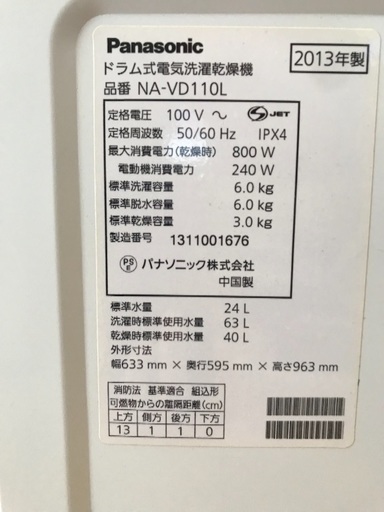 Panasonic
ドラム式電気洗濯乾燥機
品番 NA-VD110L
2013年製
定格電圧 100 V ～
S JET
定格周波数 50/60 Hz IPX4
最大消費電力(乾燥時) 800 W
電動機消費電力 240 W
標準洗濯容量 6.0 kg
標準脱水容量 6.0 kg
標準乾燥容量 3.0 kg
製造番号 1311001676
PSE パナソニック株式会社
中国製
標準水量 24 L
洗濯時標準使用水量 63 L
乾燥時標準使用水量 40 L
外形寸法
幅633 mm × 奥行595 mm × 高さ963 mm
消防法 基準適合 組込形
可燃物からの離隔距離(cm)
上方 側方 後方 下方
13 1 1 0